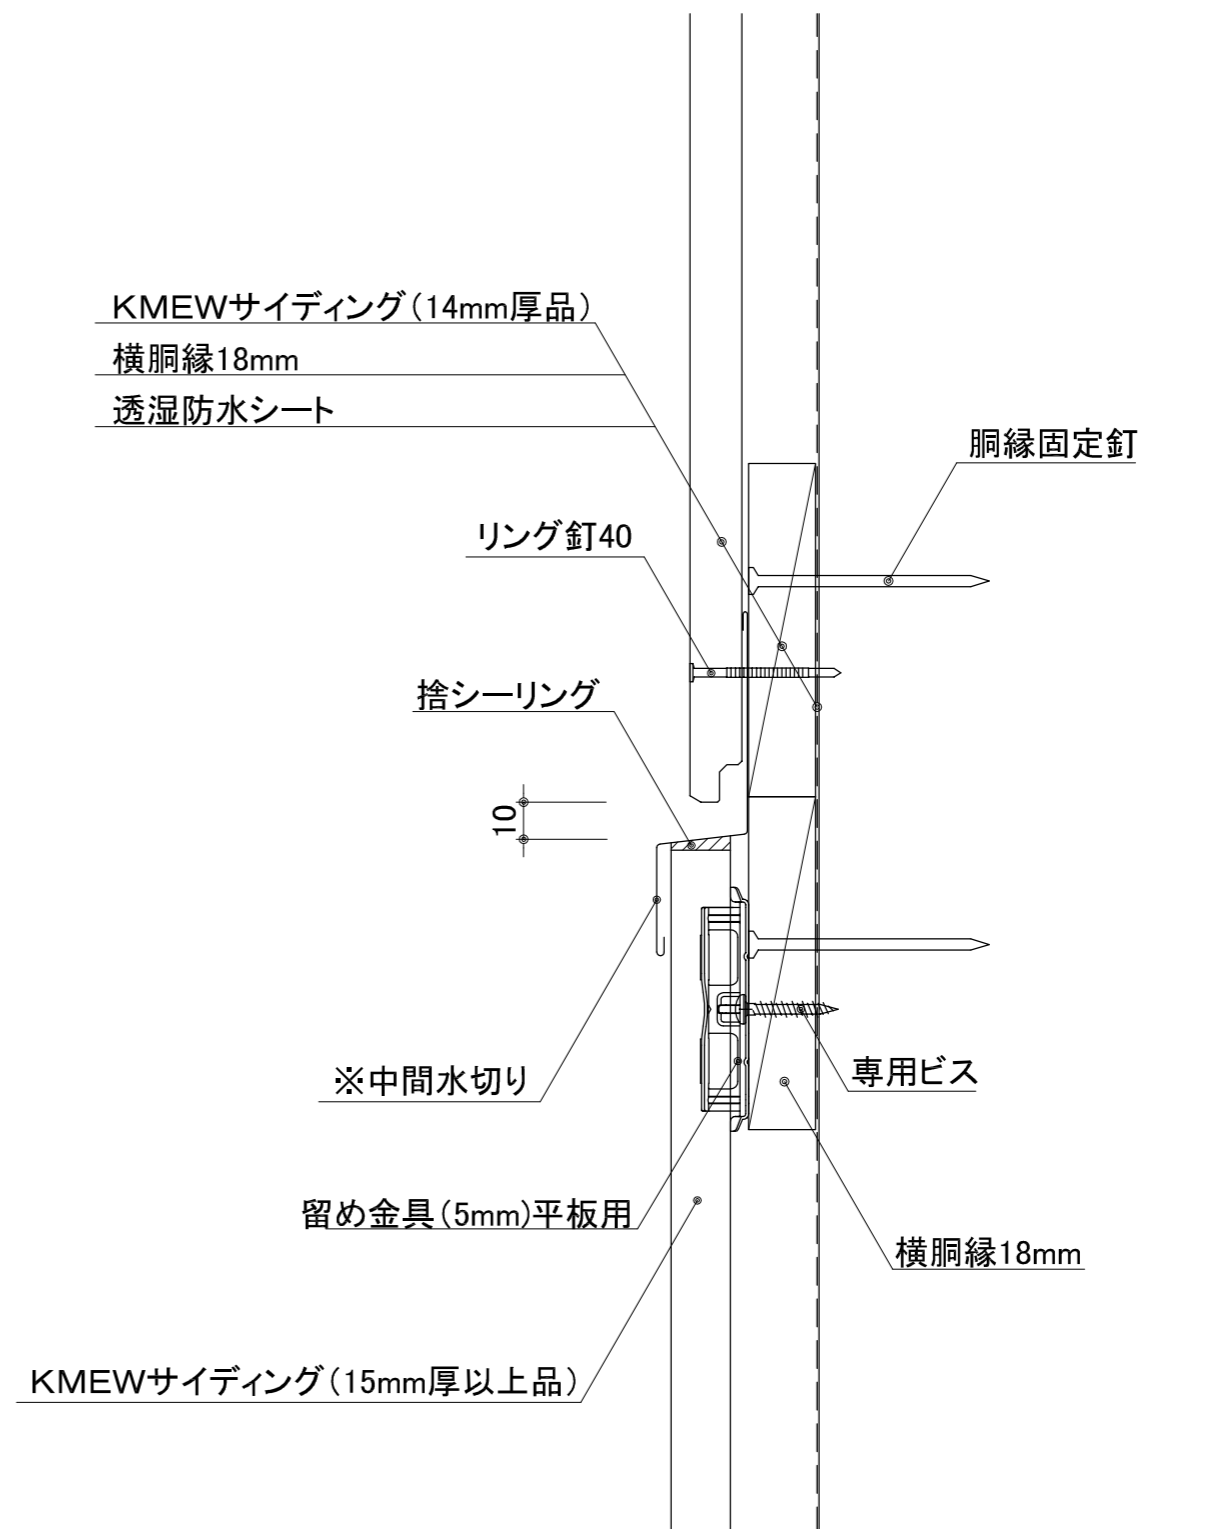 KMEWサイディング(14mm厚品)
横胴縁18mm
透湿防水シート
胴縁固定釘
リング釘40
捨シーリング
10
※中間水切り
専用ビス
留め金具(5mm)平板用
横胴縁18mm
KMEWサイディング(15mm厚以上品)